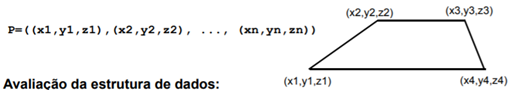 (x2,y2,z2)
(x3,y3,z3)
P=((x1,y1,z1),(x2,y2,z2), ..., (xn,yn,zn))
(x1,y1,z1)
(x4,y4,z4)
Avaliação da estrutura de dados: